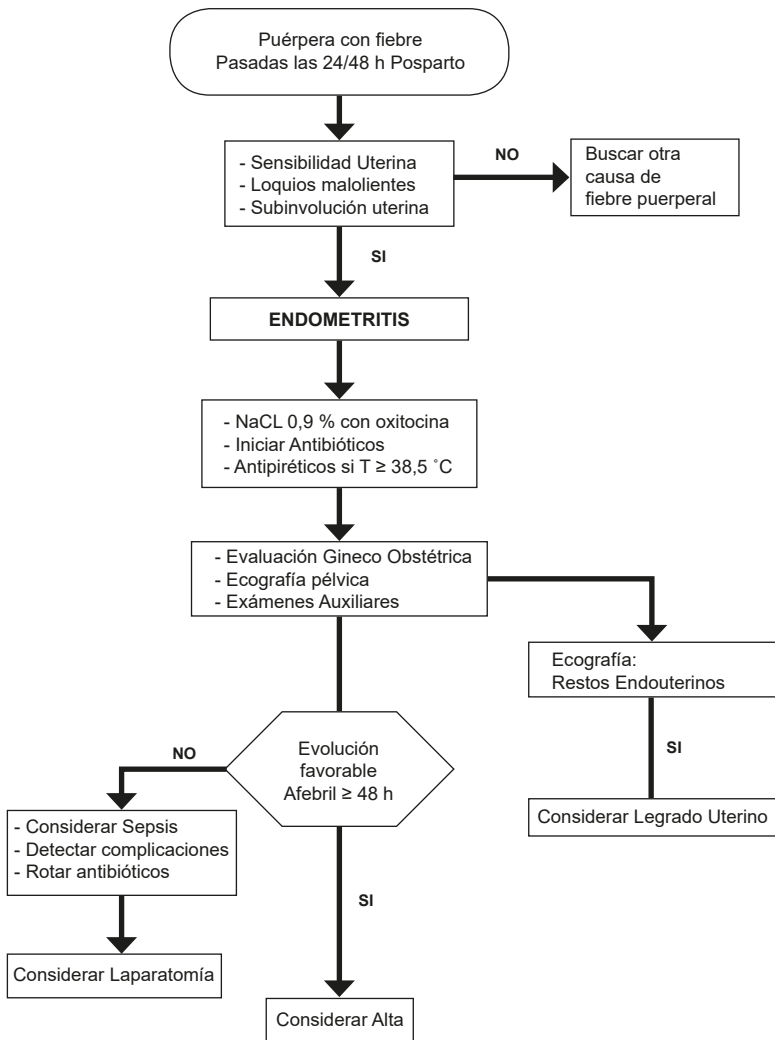 Puérpera con fiebre
Pasadas las 24/48 h Posparto
- Sensibilidad Uterina
- Loquios malolientes
- Subinvolución uterina
NO
Buscar otra
causa de
fiebre puerperal
SI
ENDOMETRITIS
- NaCL 0,9 % con oxitocina
- Iniciar Antibióticos
- Antipiréticos si T ≥ 38,5 ˚C
- Evaluación Gineco Obstétrica
- Ecografía pélvica
- Exámenes Auxiliares
Ecografía:
Restos Endouterinos
SI
Considerar Legrado Uterino
Evolución
favorable
Afebril ≥ 48 h
NO
- Considerar Sepsis
- Detectar complicaciones
- Rotar antibióticos
Considerar Laparatomía
SI
Considerar Alta